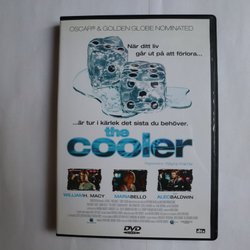 OSCAR® & GOLDEN GLOBE NOMINATED.
När ditt liv
går ut på att förlora...
...är tur i kärlek det sista du behöver.
the
cooler
WILLIAM H. MACY MARIA BELLO ALEC BALDWIN
DVD
dts